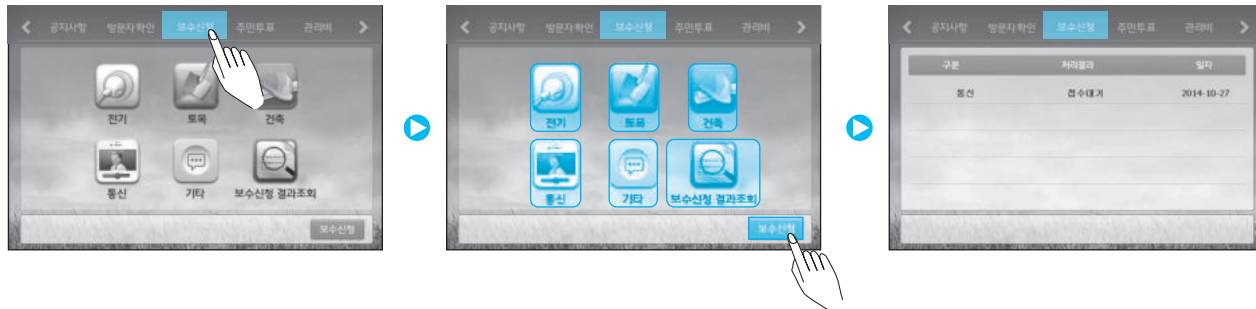 공지사항 방문자 확인 보수신청 주민투표 관리비
전기 토목 건축
통신 기타 보수신청 결과조회
보수신청
공지사항 방문자 확인 보수신청 주민투표 관리비
전기 토목 건축
통신 기타 보수신청 결과조회
보수신청
공지사항 방문자 확인 보수신청 주민투표 관리비
구분 처리결과 일자
통신 접수대기 2014-10-27